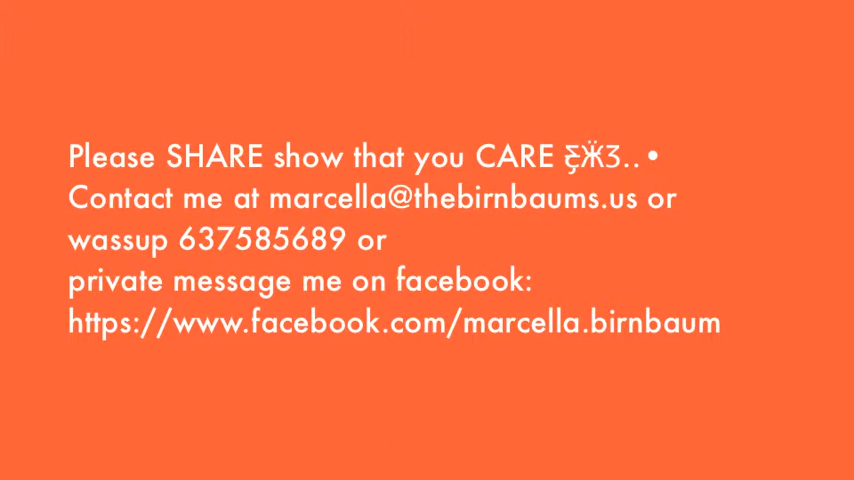 Please SHARE show that you CARE Ƹ̵̡Ӝ̵̨̄Ʒ..•
Contact me at marcella@thebirnbaums.us or
wassup 637585689 or
private message me on facebook:
https://www.facebook.com/marcella.birnbaum